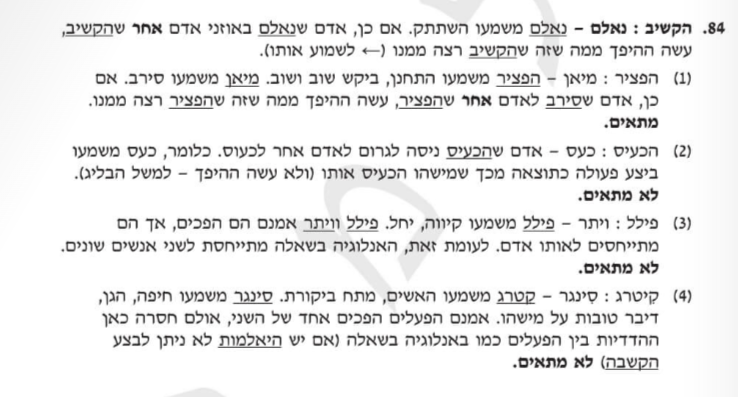 84. הקשיב : נאלם – נאלם משמעו השתתק. אם כן, אדם שנאלם באוזני אדם אחר שהקשיב,
עשה ההיפך ממה שזה שהקשיב רצה ממנו (← לשמוע אותו).
(1) הפציר : מיאן – הפציר משמעו התחנן, ביקש שוב ושוב. מיאן משמעו סירב. אם
כן, אדם שסירב לאדם אחר שהפציר, עשה ההיפך ממה שזה שהפציר רצה ממנו.
מתאים.
(2) הכעיס : כעס – אדם שהכעיס ניסה לגרום לאדם אחר לכעוס. כלומר, כעס משמעו
ביצע פעולה כתוצאה מכך שמישהו הכעיס אותו (ולא עשה ההיפך – למשל הבליג).
לא מתאים.
(3) פילל : ויתר – פילל משמעו קיווה, יחל. פילל וויתר אמנם הם הפכים, אך הם
מתייחסים לאותו אדם. לעומת זאת, האנלוגיה בשאלה מתייחסת לשני אנשים שונים.
לא מתאים.
(4) קִיטרג : סִינגר – קטרג משמעו האשים, מתח ביקורת. סינגר משמעו חיפה, הגן,
דיבר טובות על מישהו. אמנם הפעלים הפכים אחד של השני, אולם חסרה כאן
ההדדיות בין הפעלים כמו באנלוגיה בשאלה (אם יש היאלמות לא ניתן לבצע
הקשבה) לא מתאים.